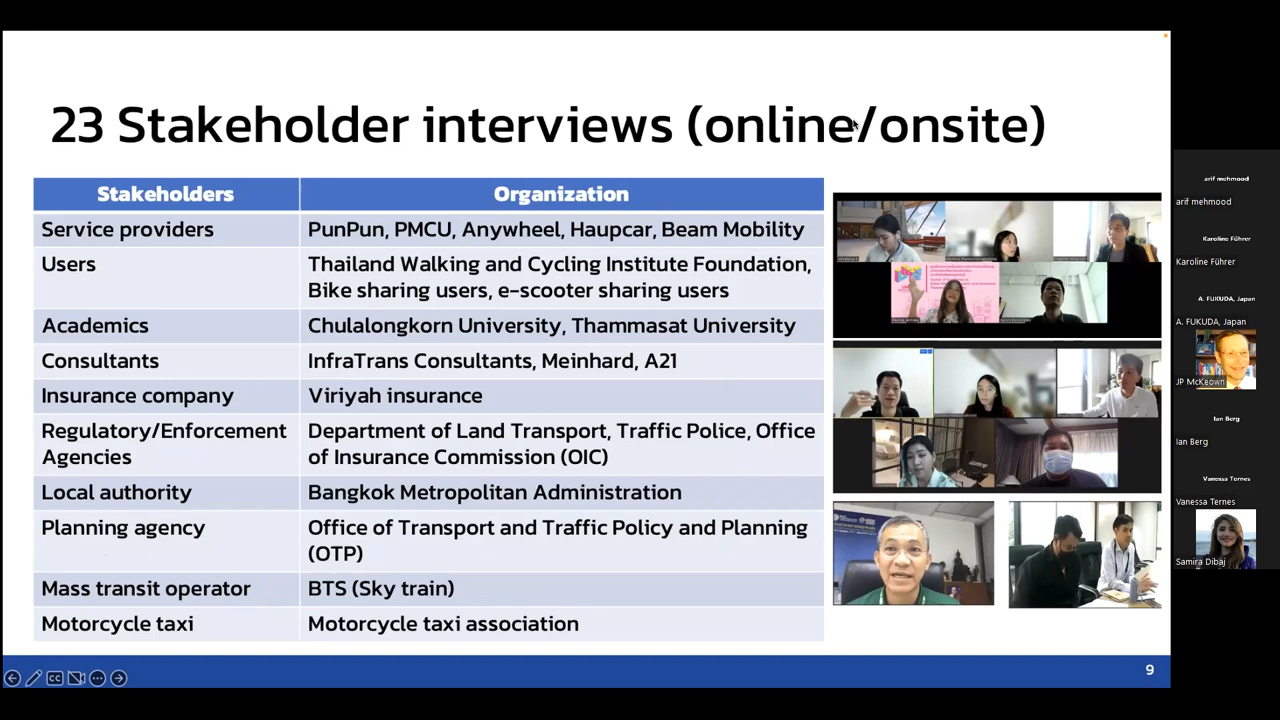 23 Stakeholder interviews (online/onsite)
Stakeholders
Organization
Service providers
PunPun, PMCU, Anywheel, Haupcar, Beam Mobility
Users
Thailand Walking and Cycling Institute Foundation,
Bike sharing users, e-scooter sharing users
Academics
Chulalongkorn University, Thammasat University
Consultants
InfraTrans Consultants, Meinhard, A21
Insurance company
Viriyah insurance
Regulatory/Enforcement
Agencies
Department of Land Transport, Traffic Police, Office
of Insurance Commission (OIC)
Local authority
Bangkok Metropolitan Administration
Planning agency
Office of Transport and Traffic Policy and Planning
(OTP)
Mass transit operator
BTS (Sky train)
Motorcycle taxi
Motorcycle taxi association
9
CC
arif mehmood
arif mehmood
Karoline Führer
Karoline Führer
A. FUKUDA, Japan
A. FUKUDA, Japan
JP McKeown
Ian Berg
Ian Berg
Vanessa Ternes
Vanessa Ternes
Samira Dibaj